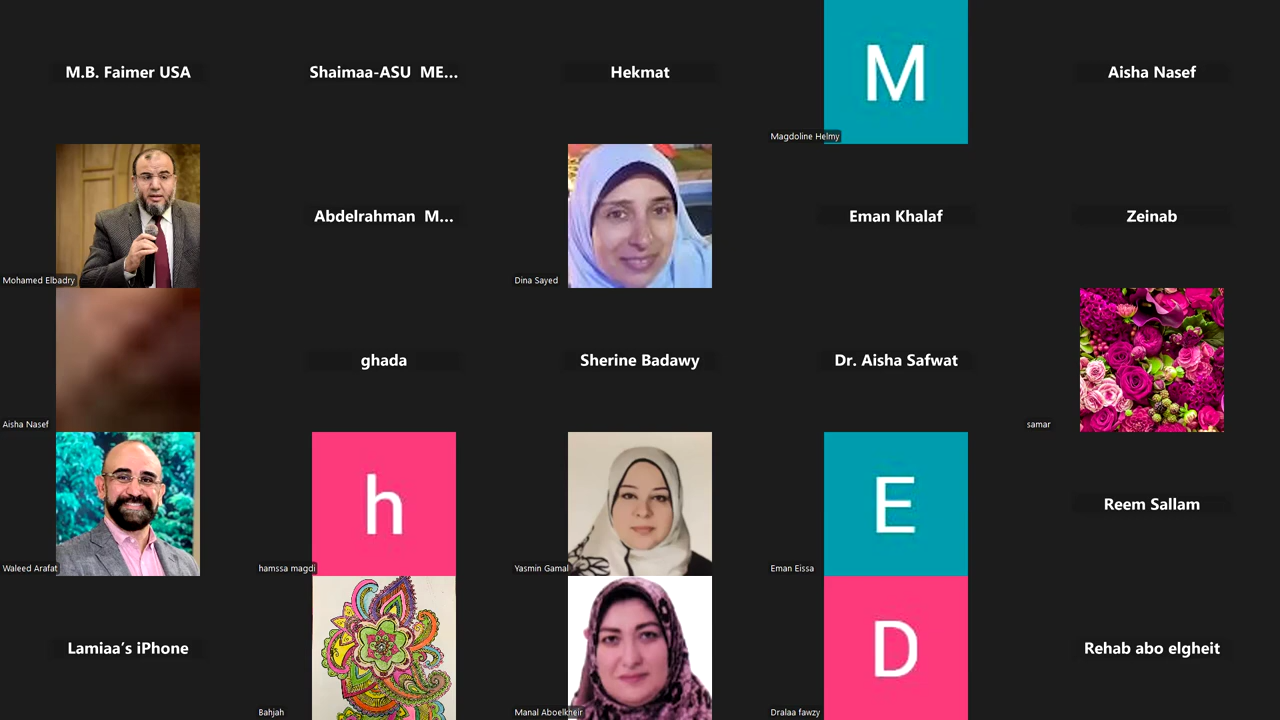 M.B. Faimer USA
Shaimaa-ASU ME...
Hekmat
M
Magdoline Helmy
Aisha Nasef
Mohamed Elbadry
Abdelrahman M...
Dina Sayed
Eman Khalaf
Zeinab
Aisha Nasef
ghada
Sherine Badawy
Dr. Aisha Safwat
samar
Waleed Arafat
h
hamssa magdi
Yasmin Gamal
E
Eman Eissa
Reem Sallam
Lamiaa’s iPhone
Bahjah
Manal Aboelkheir
D
Dralaa fawzy
Rehab abo elgheit